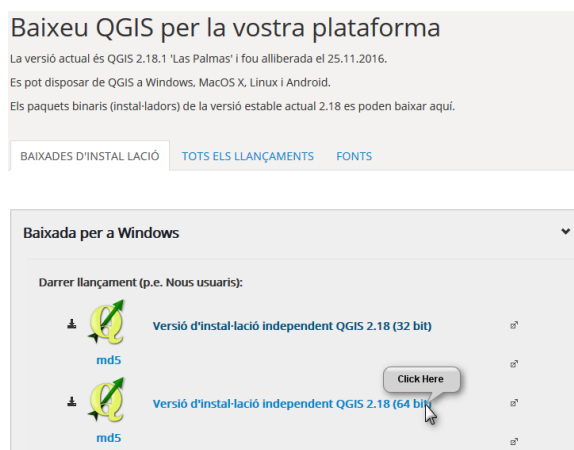 Baixeu QGIS per la vostra plataforma
La versió actual és QGIS 2.18.1 'Las Palmas' i fou alliberada el 25.11.2016.
Es pot disposar de QGIS a Windows, MacOS X, Linux i Android.
Els paquets binaris (instal·ladors) de la versió estable actual 2.18 es poden baixar aquí.
BAIXADES D'INSTAL LACIÓ TOTS ELS LLANÇAMENTS FONTS
Baixada per a Windows
Darrer llançament (p.e. Nous usuaris):
Versió d'instal·lació independent QGIS 2.18 (32 bit)
md5
Click Here
Versió d'instal·lació independent QGIS 2.18 (64 bit)
md5